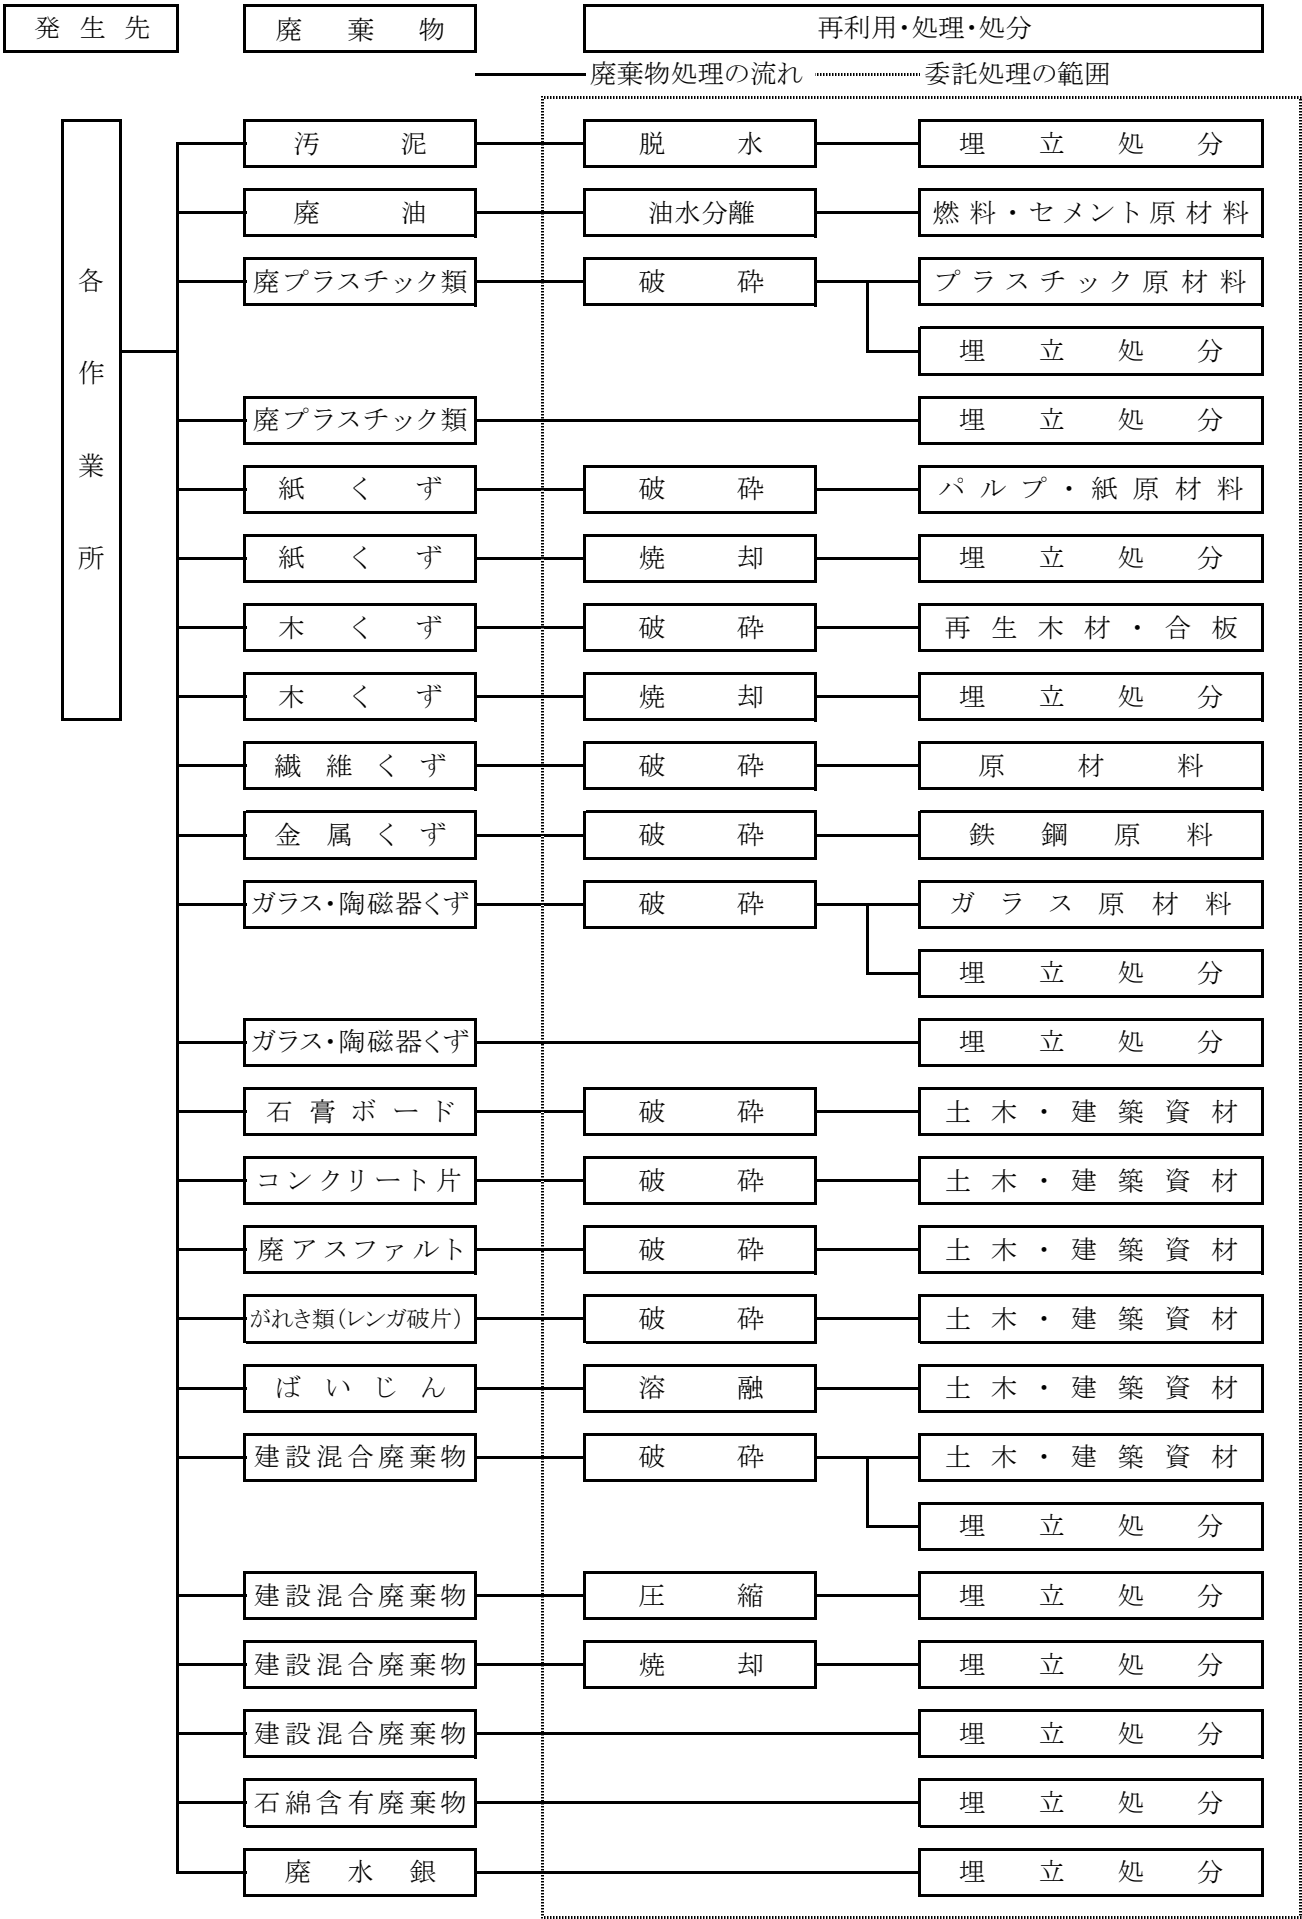 発生先 廃棄物 再利用・処理・処分
廃棄物処理の流れ 委託処理の範囲
各作業所
汚泥 脱水 埋立処分
廃油 油水分離 燃料・セメント原材料
廃プラスチック類 破砕 プラスチック原材料
埋立処分
廃プラスチック類 埋立処分
紙くず 破砕 パルプ・紙原材料
紙くず 焼却 埋立処分
木くず 破砕 再生木材・合板
木くず 焼却 埋立処分
繊維くず 破砕 原材料
金属くず 破砕 鉄鋼原料
ガラス・陶磁器くず 破砕 ガラス原材料
埋立処分
ガラス・陶磁器くず 埋立処分
石膏ボード 破砕 土木・建築資材
コンクリート片 破砕 土木・建築資材
廃アスファルト 破砕 土木・建築資材
がれき類(レンガ破片) 破砕 土木・建築資材
ばいじん 溶融 土木・建築資材
建設混合廃棄物 破砕 土木・建築資材
埋立処分
建設混合廃棄物 圧縮 埋立処分
建設混合廃棄物 焼却 埋立処分
建設混合廃棄物 埋立処分
石綿含有廃棄物 埋立処分
廃水銀 埋立処分